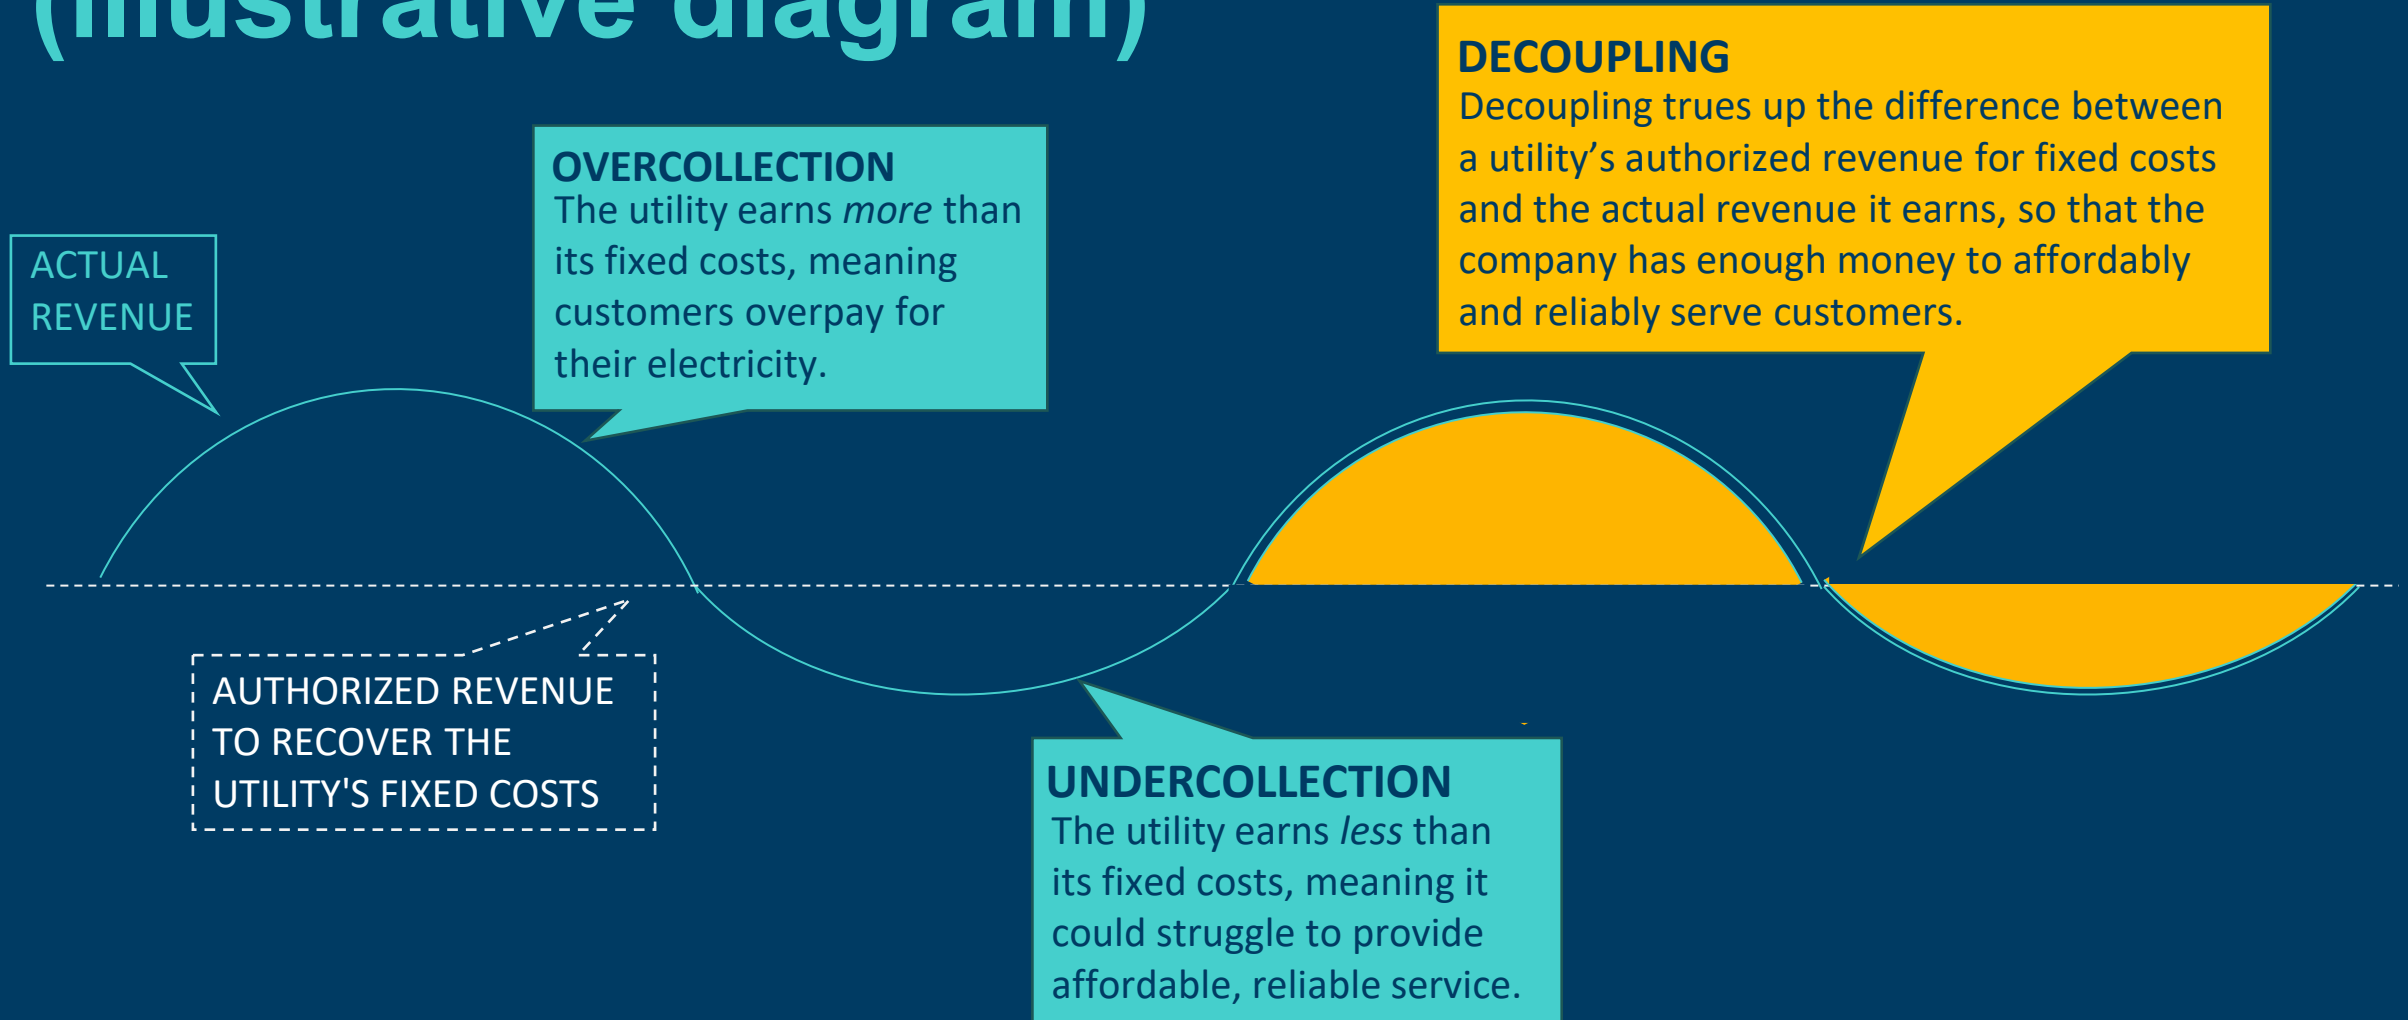 (illustrative diagram)
DECOUPLING
Decoupling trues up the difference between
a utility’s authorized revenue for fixed costs
and the actual revenue it earns, so that the
company has enough money to affordably
and reliably serve customers.
OVERCOLLECTION
The utility earns more than
its fixed costs, meaning
customers overpay for
their electricity.
ACTUAL
REVENUE
AUTHORIZED REVENUE
TO RECOVER THE
UTILITY'S FIXED COSTS
UNDERCOLLECTION
The utility earns less than
its fixed costs, meaning it
could struggle to provide
affordable, reliable service.